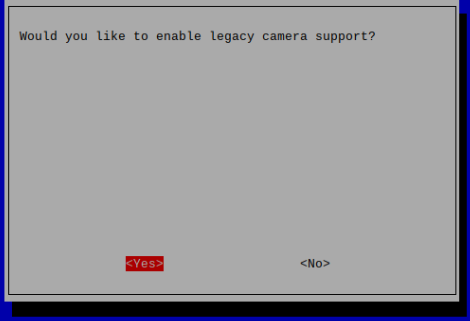 Would you like to enable legacy camera support?
<Yes> <No>